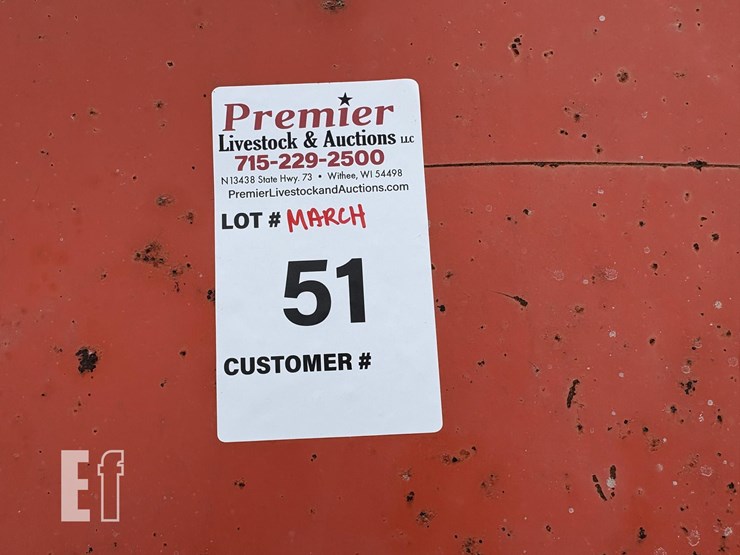 Premier
Livestock & Auctions LLC
715-229-2500
N13438 State Hwy. 73 • Withee, WI 54498
PremierLivestockandAuctions.com
LOT # MARCH
51
CUSTOMER #
Ef